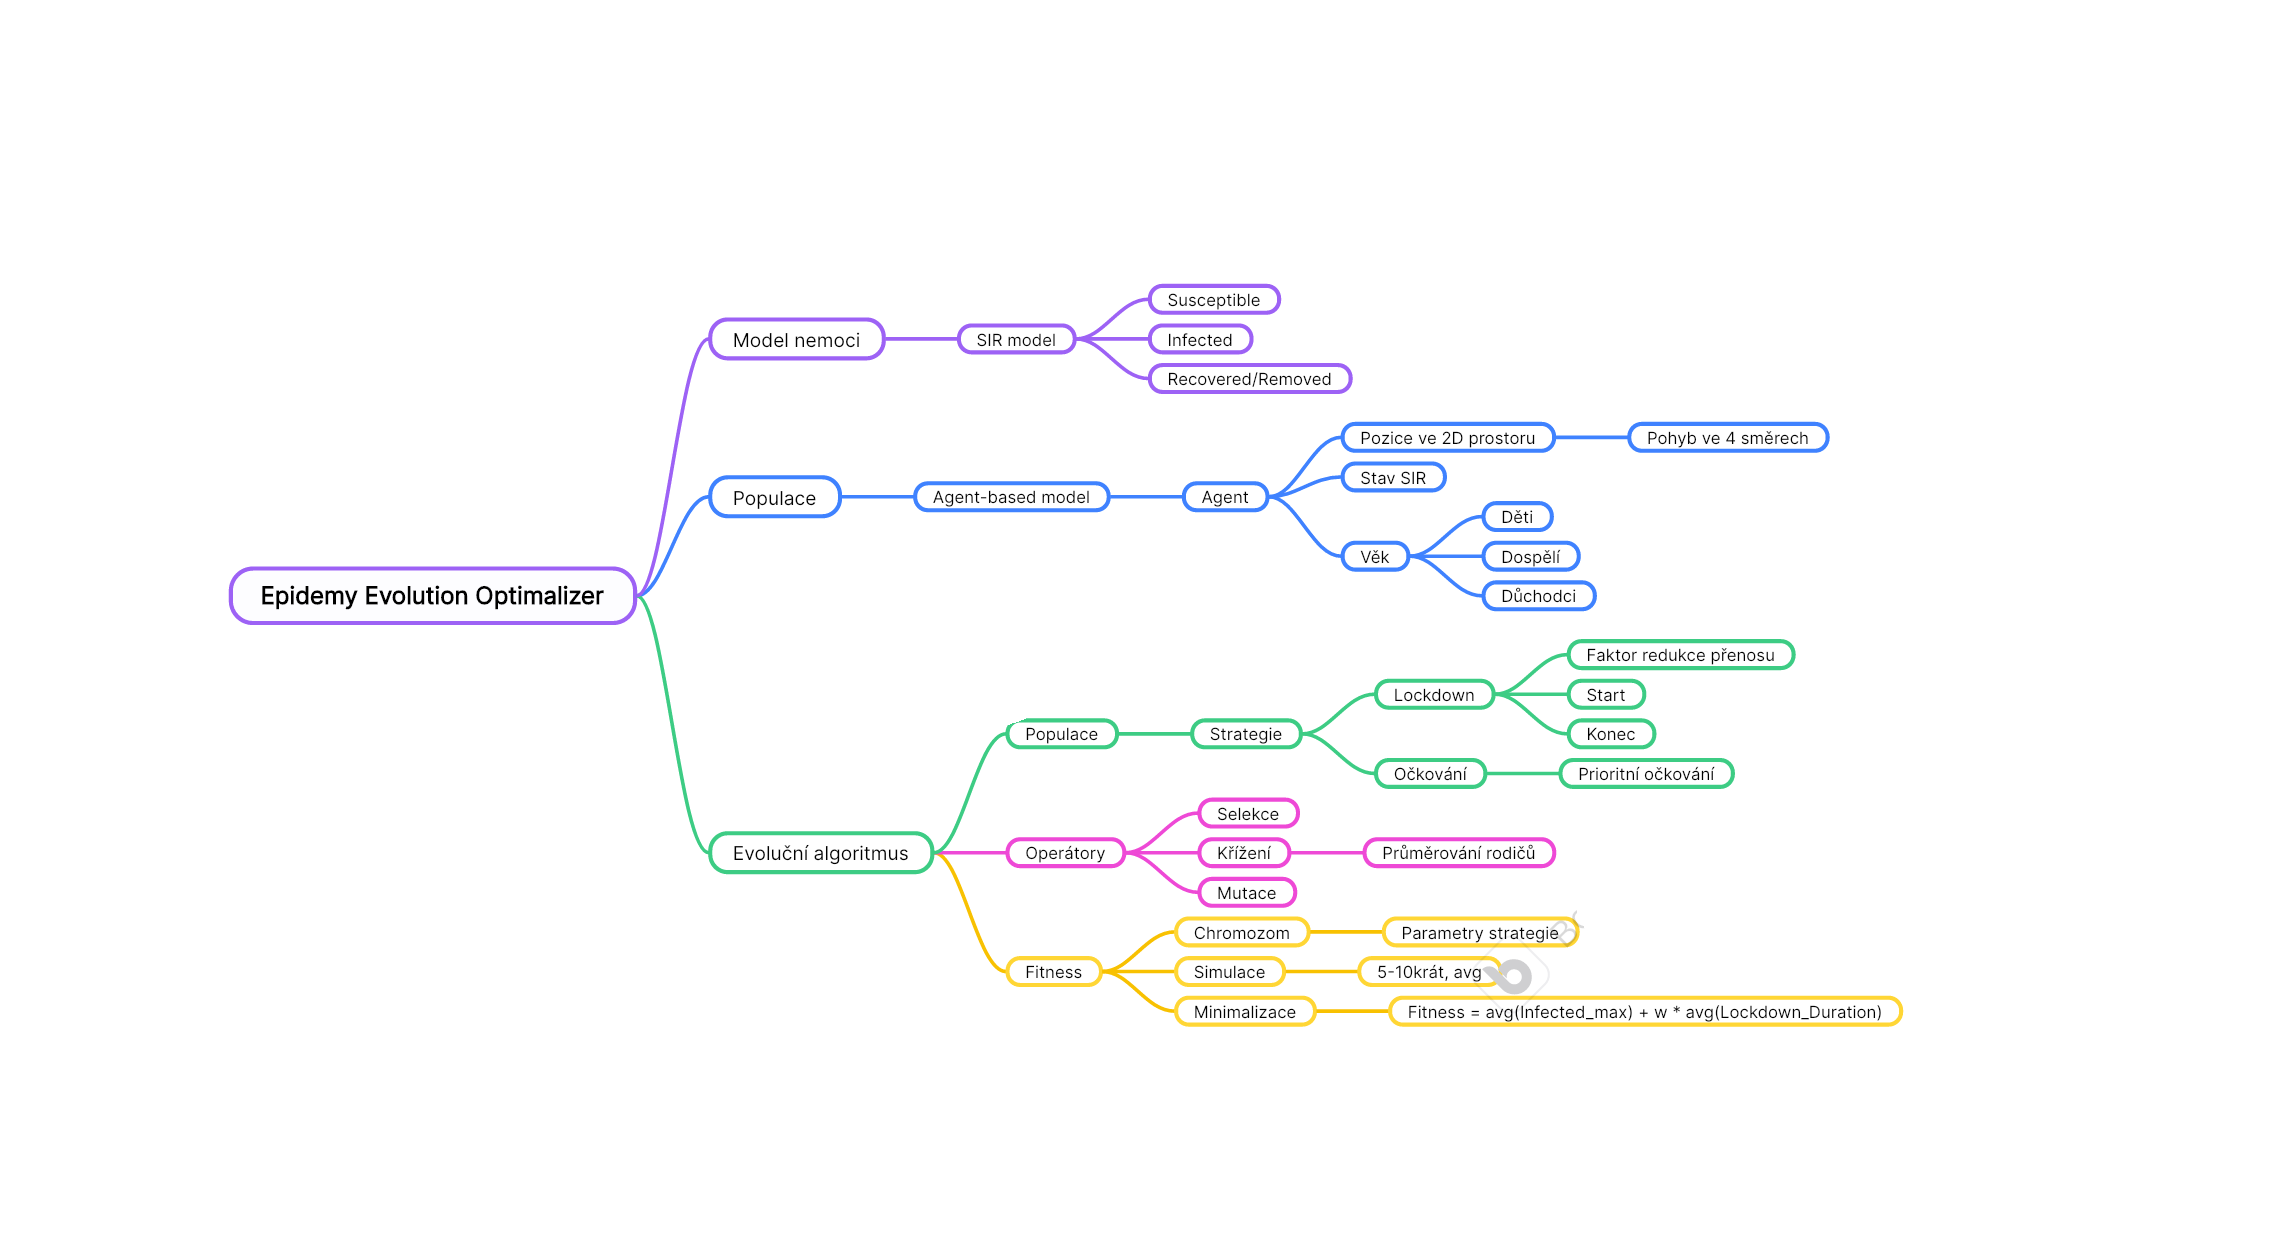 Epidemy Evolution Optimalizer
Model nemoci
SIR model
Susceptible
Infected
Recovered/Removed
Populace
Agent-based model
Agent
Pozice ve 2D prostoru
Pohyb ve 4 směrech
Stav SIR
Věk
Děti
Dospělí
Důchodci
Evoluční algoritmus
Populace
Strategie
Lockdown
Faktor redukce přenosu
Start
Konec
Očkování
Prioritní očkování
Operátory
Selekce
Křížení
Průměrování rodičů
Mutace
Fitness
Chromozom
Parametry strategie
Simulace
5-10krát, avg
Minimalizace
Fitness = avg(Infected_max) + w * avg(Lockdown_Duration)